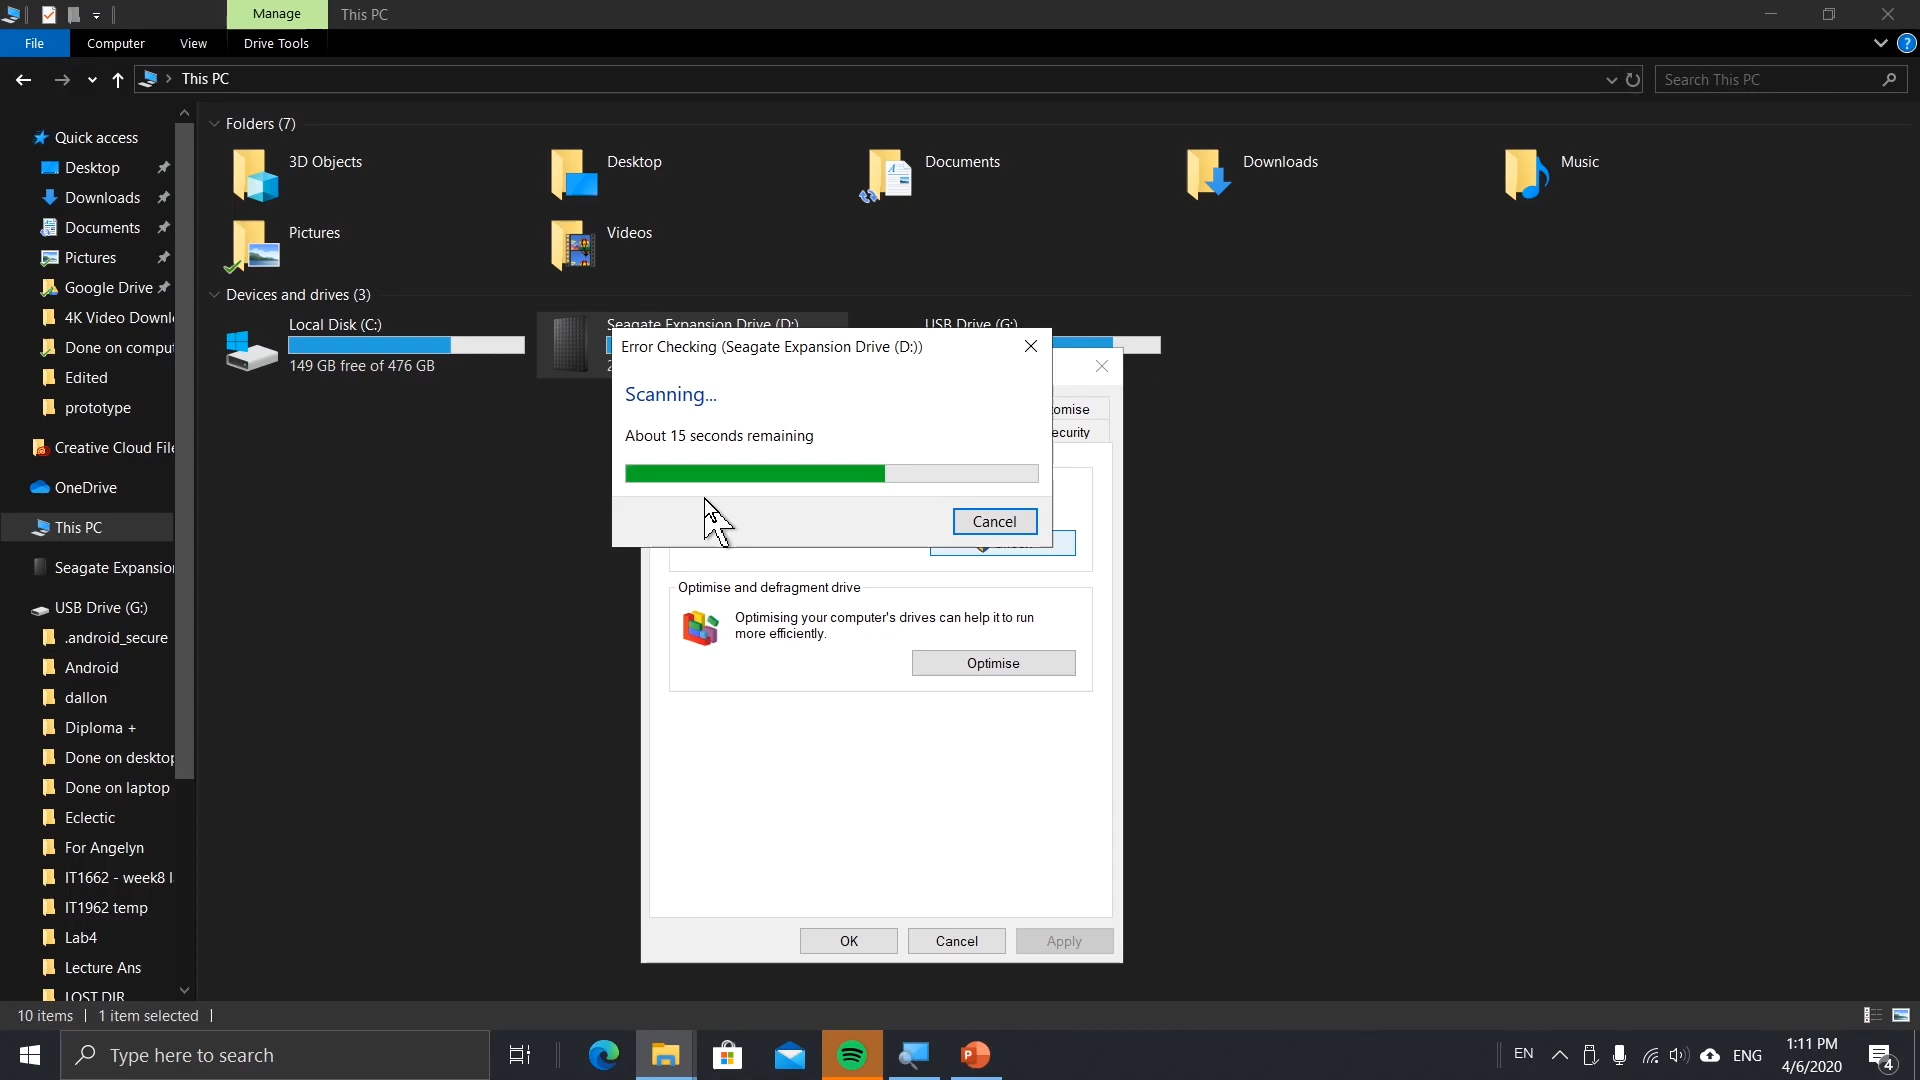 Manage
This PC
File
Computer
View
Drive Tools
This PC
Search This PC
Quick access
Desktop
Downloads
Documents
Pictures
Google Drive
4K Video Downl
Done on comput
Edited
prototype
Creative Cloud File
OneDrive
This PC
Seagate Expansion
USB Drive (G:)
.android_secure
Android
dallon
Diploma +
Done on desktop
Done on laptop
Eclectic
For Angelyn
IT1662 - week8 l
IT1962 temp
Lab4
Lecture Ans
LOST.DIR
Folders (7)
3D Objects
Desktop
Documents
Downloads
Music
Pictures
Videos
Devices and drives (3)
Local Disk (C:)
149 GB free of 476 GB
Seagate Expansion Drive (D:)
USB Drive (G:)
Error Checking (Seagate Expansion Drive (D:))
Scanning...
About 15 seconds remaining
Cancel
tomise
ecurity
Optimise and defragment drive
Optimising your computer's drives can help it to run
more efficiently.
Optimise
OK
Cancel
Apply
10 items
1 item selected
Type here to search
EN
ENG
1:11 PM
4/6/2020
4